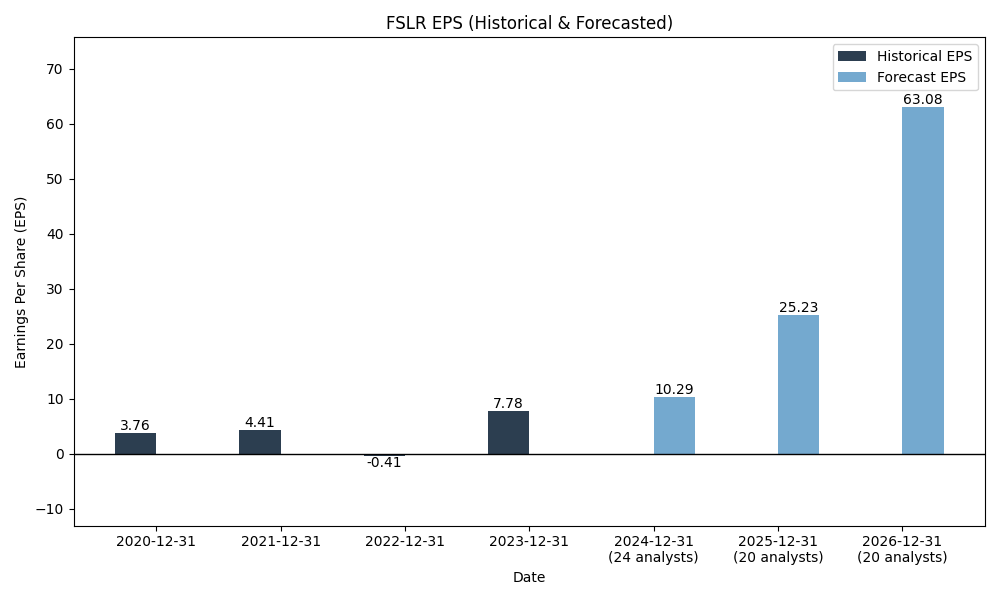 FSLR EPS (Historical & Forecasted)
Historical EPS
Forecast EPS
Earnings Per Share (EPS)
70
60
50
40
30
20
10
0
−10
3.76
4.41
-0.41
7.78
10.29
25.23
63.08
2020-12-31
2021-12-31
2022-12-31
2023-12-31
2024-12-31
(24 analysts)
2025-12-31
(20 analysts)
2026-12-31
(20 analysts)
Date